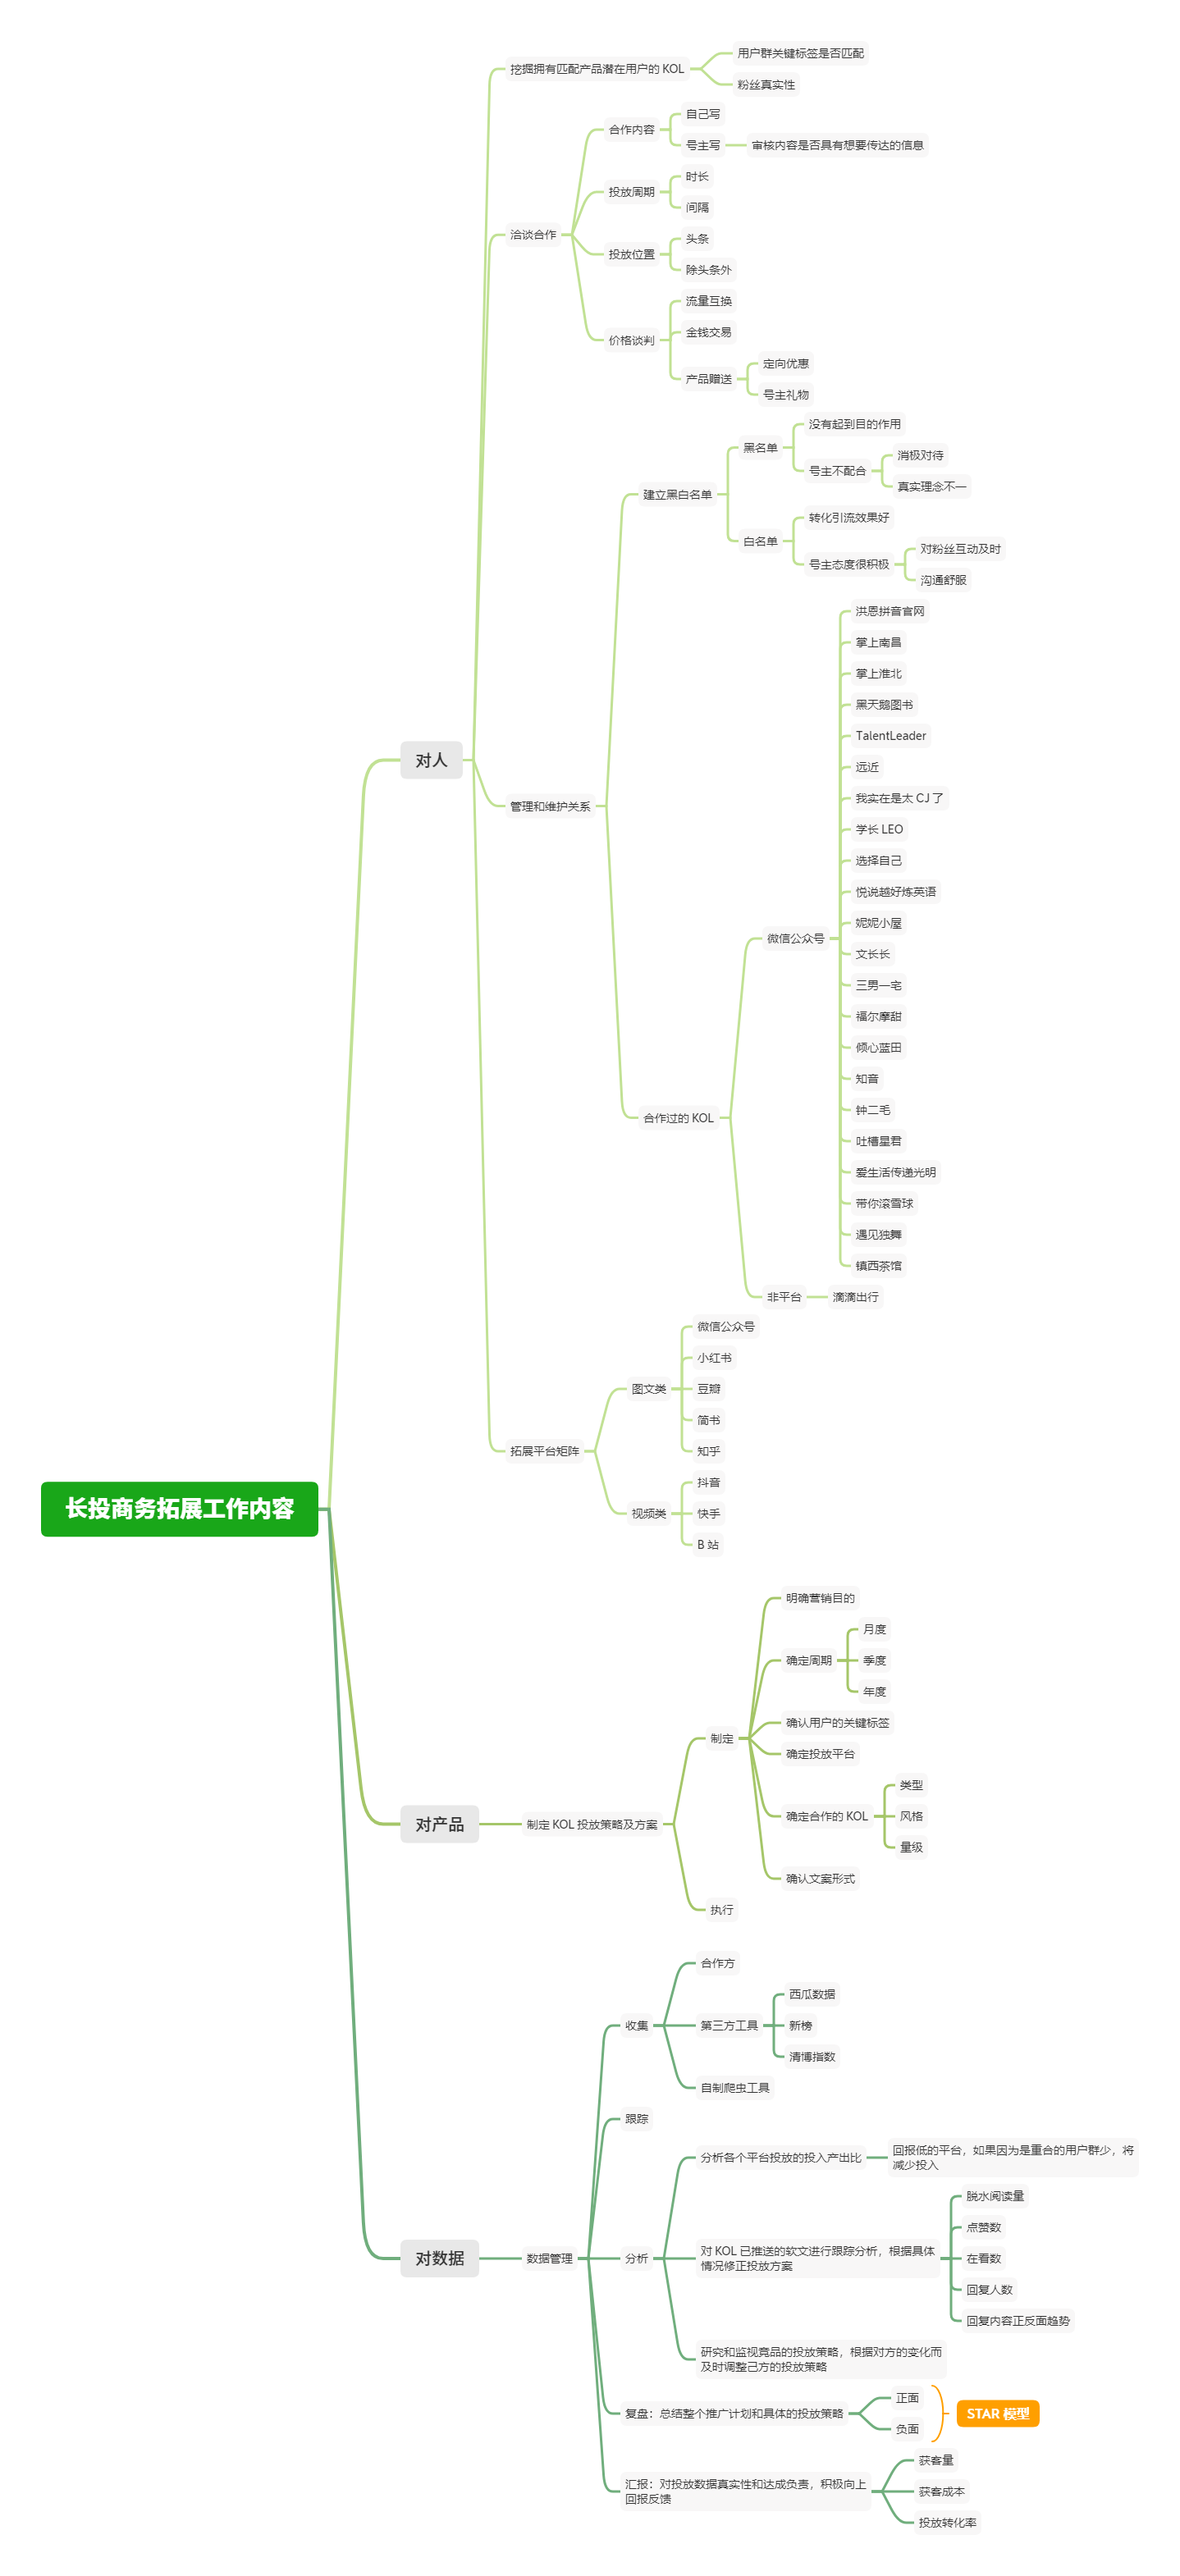 长投商务拓展工作内容
对人
挖掘拥有匹配产品潜在用户的 KOL
用户群关键标签是否匹配
粉丝真实性
洽谈合作
合作内容
自己写
号主写
审核内容是否具有想要传达的信息
投放周期
时长
间隔
投放位置
头条
除头条外
价格谈判
流量互换
金钱交易
产品赠送
定向优惠
号主礼物
管理和维护关系
建立黑白名单
黑名单
没有起到目的作用
号主不配合
消极对待
真实理念不一
白名单
转化引流效果好
号主态度很积极
对粉丝互动及时
沟通舒服
合作过的 KOL
微信公众号
洪恩拼音官网
掌上南昌
掌上淮北
黑天鹅图书
TalentLeader
远近
我实在是太 CJ 了
学长 LEO
选择自己
悦说越好炼英语
妮妮小屋
文长长
三男一宅
福尔摩甜
倾心蓝田
知音
钟二毛
吐槽星君
爱生活传递光明
带你滚雪球
遇见独舞
镇西茶馆
非平台
滴滴出行
拓展平台矩阵
图文类
微信公众号
小红书
豆瓣
简书
知乎
视频类
抖音
快手
B 站
对产品
制定 KOL 投放策略及方案
制定
明确营销目的
确定周期
月度
季度
年度
确认用户的关键标签
确定投放平台
确定合作的 KOL
类型
风格
量级
确认文案形式
执行
对数据
数据管理
收集
合作方
第三方工具
西瓜数据
新榜
清博指数
自制爬虫工具
跟踪
分析
分析各个平台投放的投入产出比
回报低的平台，如果因为是重合的用户群少，将
减少投入
对 KOL 已推送的软文进行跟踪分析，根据具体
情况修正投放方案
脱水阅读量
点赞数
在看数
回复人数
回复内容正反面趋势
研究和监视竞品的投放策略，根据对方的变化而
及时调整己方的投放策略
复盘：总结整个推广计划和具体的投放策略
正面
负面
STAR 模型
汇报：对投放数据真实性和达成负责，积极向上
回报反馈
获客量
获客成本
投放转化率